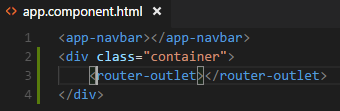 app.component.html ×
1 <app-navbar></app-navbar>
2 <div class="container">
3 <router-outlet></router-outlet>
4 </div>